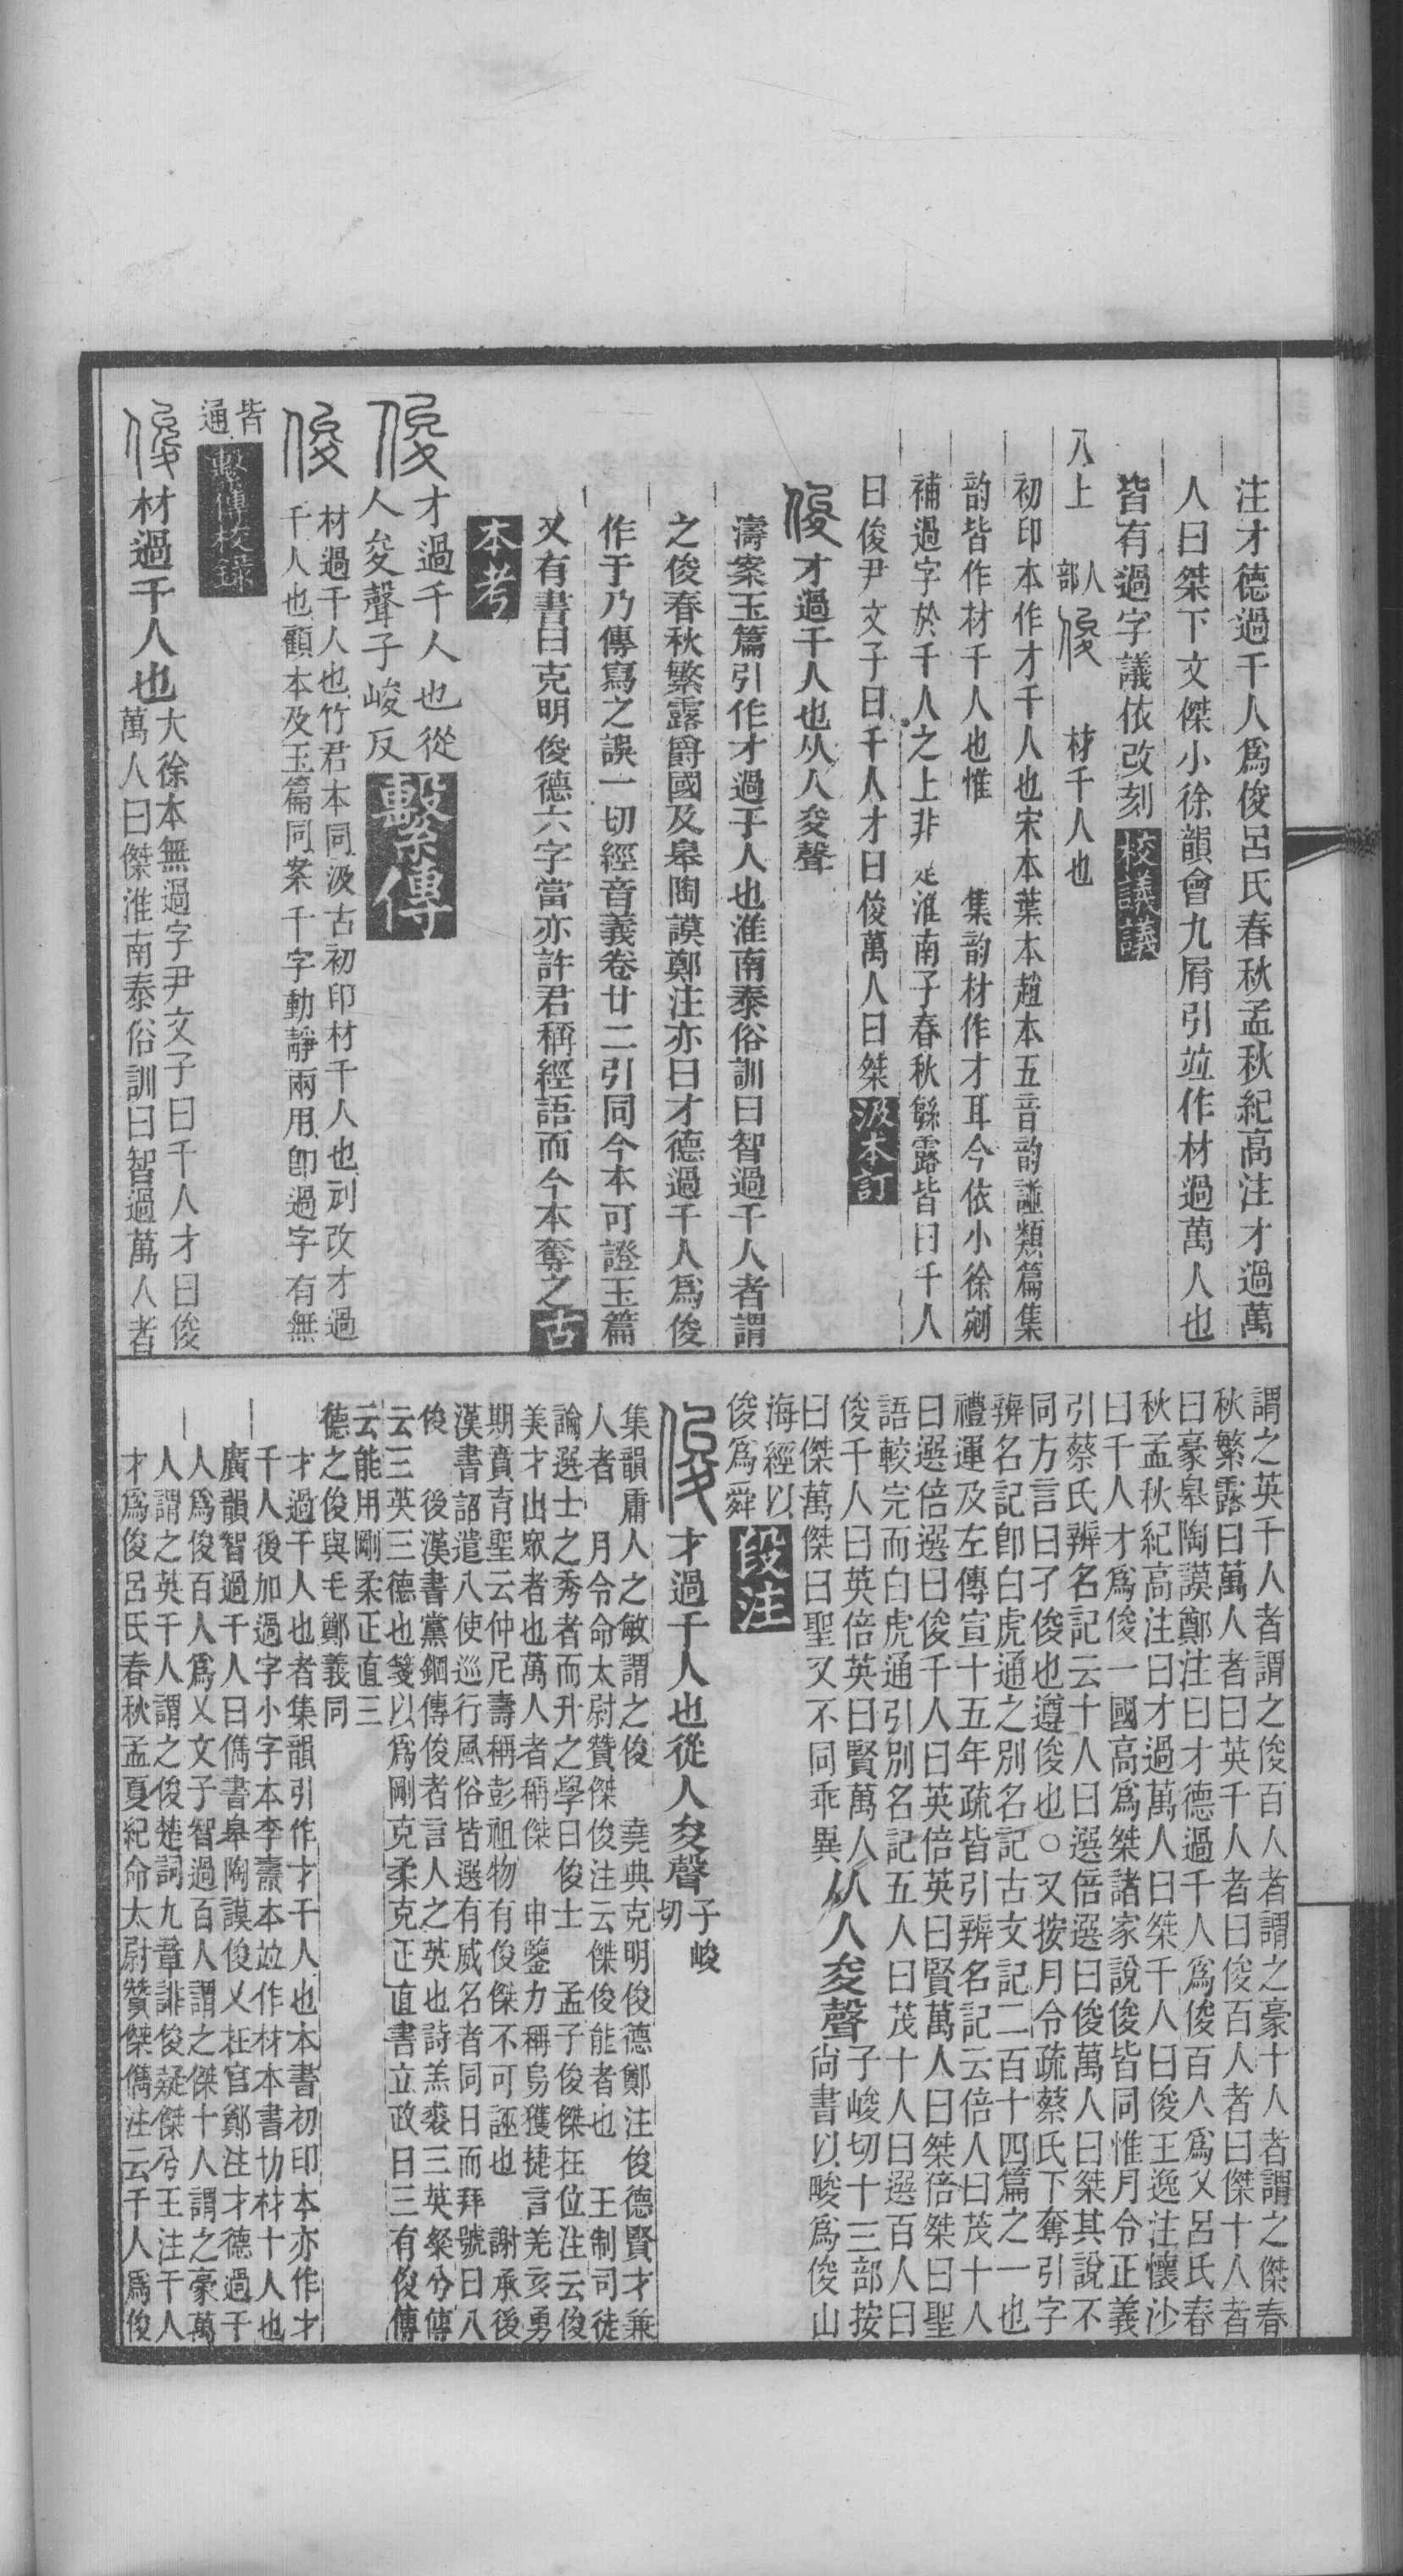 注才德過千人爲俊呂氏春秋孟秋紀高注才過萬
人曰桀下文傑小徐韻會九屑引竝作材過萬人也
皆有過字議依改刻 校議議
八上 人部 俊 材千人也
初印本作才千人也宋本葉本趙本五音韵譜類篇集
韵皆作材千人也惟 集韵材作才耳今依小徐剜
補過字於千人之上非是淮南子春秋繁露皆曰千人
曰俊尹文子曰千人才曰俊萬人曰桀 汲本訂
俊才過千人也从人夋聲
濤案玉篇引作才過千人也淮南泰俗訓曰智過千人者謂
之俊春秋繁露爵國及皋陶謨鄭注亦曰才德過千人爲俊
作于乃傳寫之誤一切經音義卷廿二引同今本可證玉篇
又有書曰克明俊德六字當亦許君稱經語而今本奪之 古
本考
俊才過千人也從
人夋聲子峻反 繫傳
俊 材過千人也竹君本同汲古初印材千人也刓改才過
千人也顧本及玉篇同案千字動靜兩用卽過字有無
皆
通 繫傳校錄
俊材過千人也 大徐本無過字尹文子曰千人才曰俊
萬人曰傑淮南泰俗訓曰智過萬人者
謂之英千人者謂之俊百人者謂之豪十人者謂之傑春
秋繁露曰萬人者曰英千人者曰俊百人者曰傑十人者
曰豪皋陶謨鄭注曰才德過千人爲俊百人爲乂呂氏春
秋孟秋紀高注曰才過萬人曰桀千人曰俊王逸注懷沙
曰千人才爲俊一國高爲桀諸家說俊皆同惟月令正義
引蔡氏辨名記云十人曰選倍選曰俊萬人曰桀其說不
同方言曰孑俊也遵俊也○又按月令疏蔡氏下奪引字
辨名記卽白虎通之別名記古文記二百十四篇之一也
禮運及左傳宣十五年疏皆引辨名記云倍人曰茂十人
曰選倍選曰俊千人曰英倍英曰賢萬人曰桀倍桀曰聖
語較完而白虎通引別名記五人曰茂十人曰選百人曰
俊千人曰英倍英曰賢萬人
曰傑萬傑曰聖又不同乖異 从人夋聲 子峻切十三部按
尚書以畯爲俊山
海經以
俊爲舜 段注
俊才過千人也從人夋聲 子峻
切
集韻庸人之敏謂之俊 堯典克明俊德鄭注俊德賢才兼
人者 月令命太尉贊傑俊注云傑俊能者也 王制司徒
論選士之秀者而升之學曰俊士 孟子俊傑在位注云俊
美才出眾者也萬人者稱傑 申鑒力稱烏獲捷言羌亥勇
期賁育聖云仲尼壽稱彭祖物有俊傑不可誣也 謝承後
漢書詔遣八使巡行風俗皆選有威名者同日而拜號曰八
俊 後漢書黨錮傳俊者言人之英也詩羔裘三英粲兮傳
云三英三德也箋以爲剛克柔克正直書立政曰三有俊傳
云能用剛柔正直三
德之俊與毛鄭義同
才過千人也者集韻引作才千人也本書初印本亦作才
千人後加過字小字本李燾本竝作材本書切材十人也
廣韻智過千人曰儁書皋陶謨俊乂在官鄭注才德過千
人爲俊百人爲乂文子智過百人謂之傑十人謂之豪萬
人謂之英千人謂之俊楚詞九章誹俊疑傑兮王注千人
才爲俊呂氏春秋孟夏紀命太尉贊傑儁注云千人爲俊